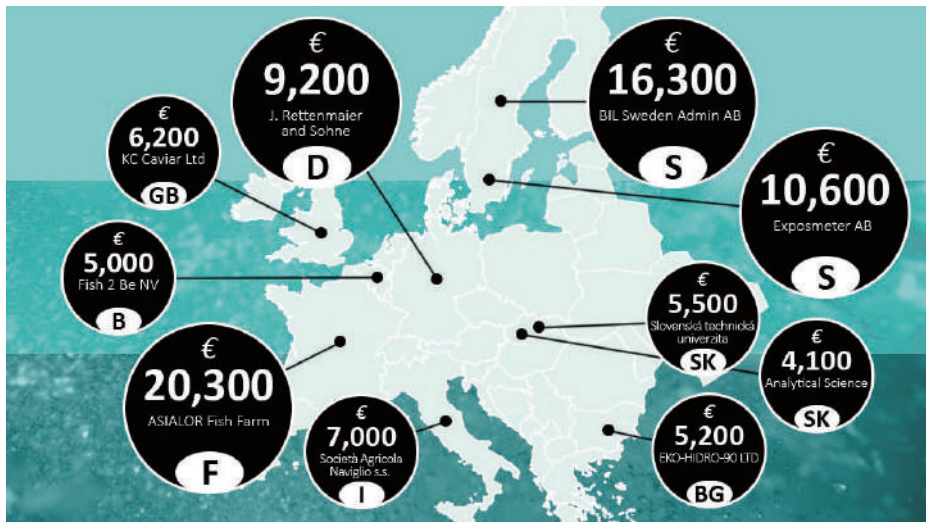 €
9,200
J. Rettenmaier
and Sohne
D
€
16,300
BIL Sweden Admin AB
S
€
6,200
KC Caviar Ltd
GB
€
10,600
Exposmeter AB
S
€
5,000
Fish 2 Be NV
B
€
5,500
Slovenská technická
univerzita
SK
€
4,100
Analytical Science
SK
€
20,300
ASIALOR Fish Farm
F
€
7,000
Società Agricola
Naviglio s.s.
I
€
5,200
EKO-HIDRO-90 LTD
BG